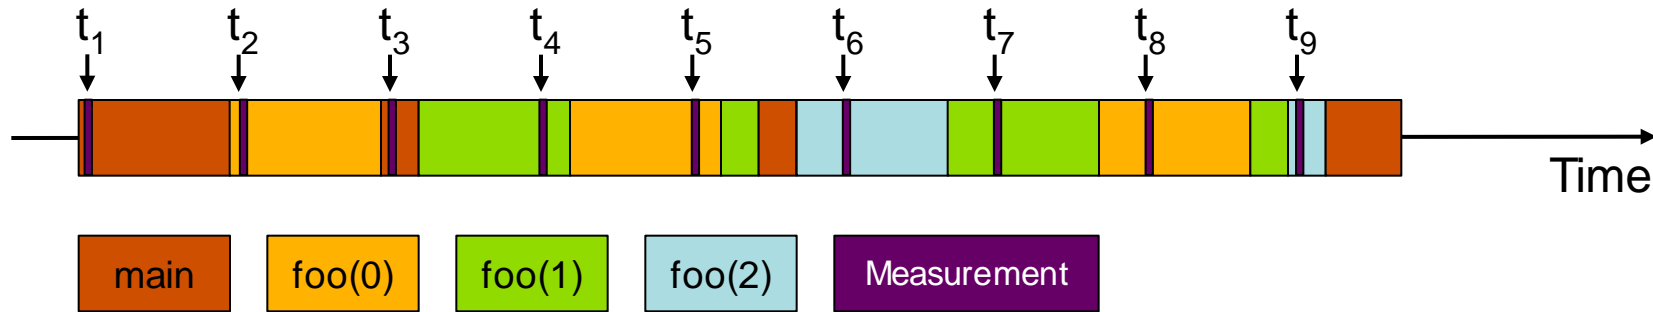 t1 t2 t3 t4 t5 t6 t7 t8 t9
Time
main foo(0) foo(1) foo(2) Measurement